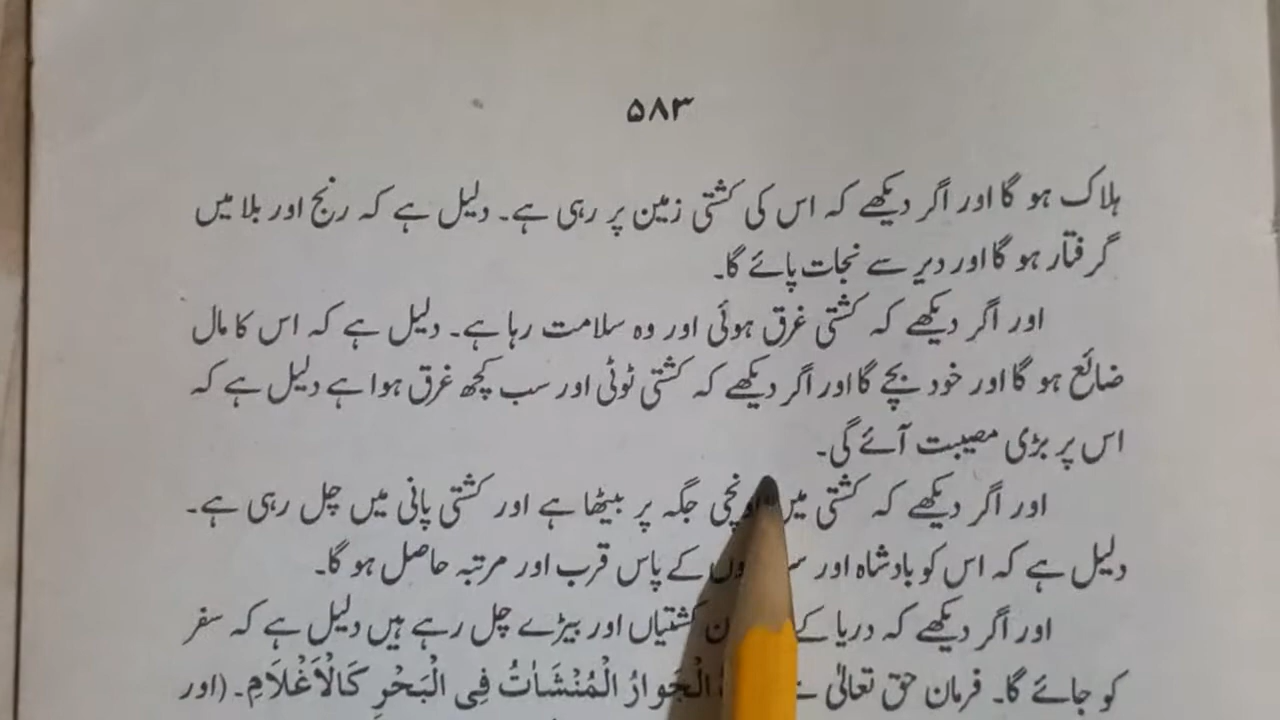 ۵۸۳
ہلاک ہو گا اور اگر دیکھے کہ اس کی کشتی زمین پر رہی ہے۔ دلیل ہے کہ رنج اور بلا میں
گرفتار ہو گا اور دیر سے نجات پائے گا۔
اور اگر دیکھے کہ کشتی غرق ہوئی اور وہ سلامت رہا ہے۔ دلیل ہے کہ اس کا مال
ضائع ہو گا اور خود بچے گا اور اگر دیکھے کہ کشتی ٹوٹی اور سب کچھ غرق ہوا ہے دلیل ہے کہ
اس پر بڑی مصیبت آئے گی۔
اور اگر دیکھے کہ کشتی میں اونچی جگہ پر بیٹھا ہے اور کشتی پانی میں چل رہی ہے۔
دلیل ہے کہ اس کو بادشاہ اور کے پاس قرب اور مرتبہ حاصل ہو گا۔
اور اگر دیکھے کہ دریا کے کشتیاں اور بیڑے چل رہے ہیں دلیل ہے کہ سفر
کو جائے گا۔ فرمان حق تعالیٰ الْجَوَارُ الْمُنْشَاٰتُ فِی الْبَحْرِ کَالْاَعْلَامِ۔ (اور